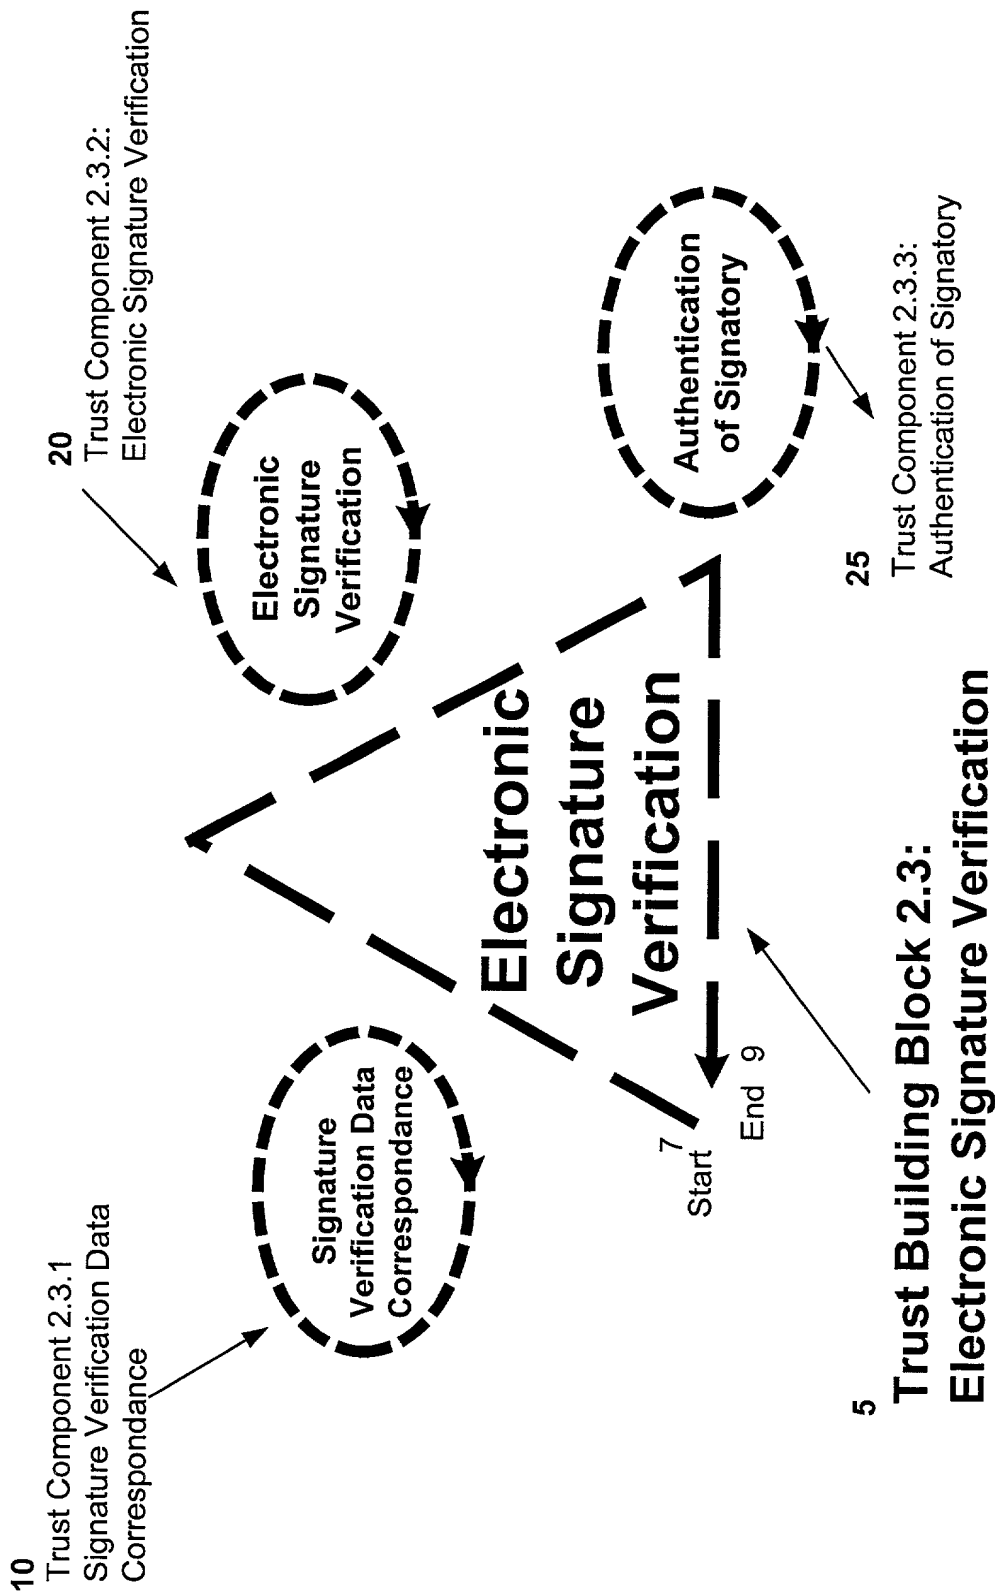 10
Trust Component 2.3.1
Signature Verification Data
Correspondance
20
Trust Component 2.3.2:
Electronic Signature Verification
Signature
Verification Data
Correspondance
Electronic
Signature
Verification
Electronic
Signature
Verification
Authentication
of Signatory
7
Start
End 9
25
Trust Component 2.3.3:
Authentication of Signatory
5
Trust Building Block 2.3:
Electronic Signature Verification